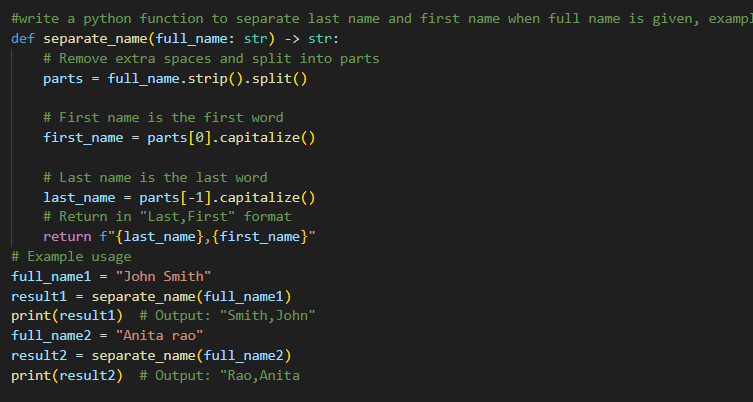 #write a python function to separate last name and first name when full name is given, exampl
def separate_name(full_name: str) -> str:
    # Remove extra spaces and split into parts
    parts = full_name.strip().split()

    # First name is the first word
    first_name = parts[0].capitalize()

    # Last name is the last word
    last_name = parts[-1].capitalize()
    # Return in "Last,First" format
    return f"{last_name},{first_name}"
# Example usage
full_name1 = "John Smith"
result1 = separate_name(full_name1)
print(result1)  # Output: "Smith,John"
full_name2 = "Anita rao"
result2 = separate_name(full_name2)
print(result2)  # Output: "Rao,Anita